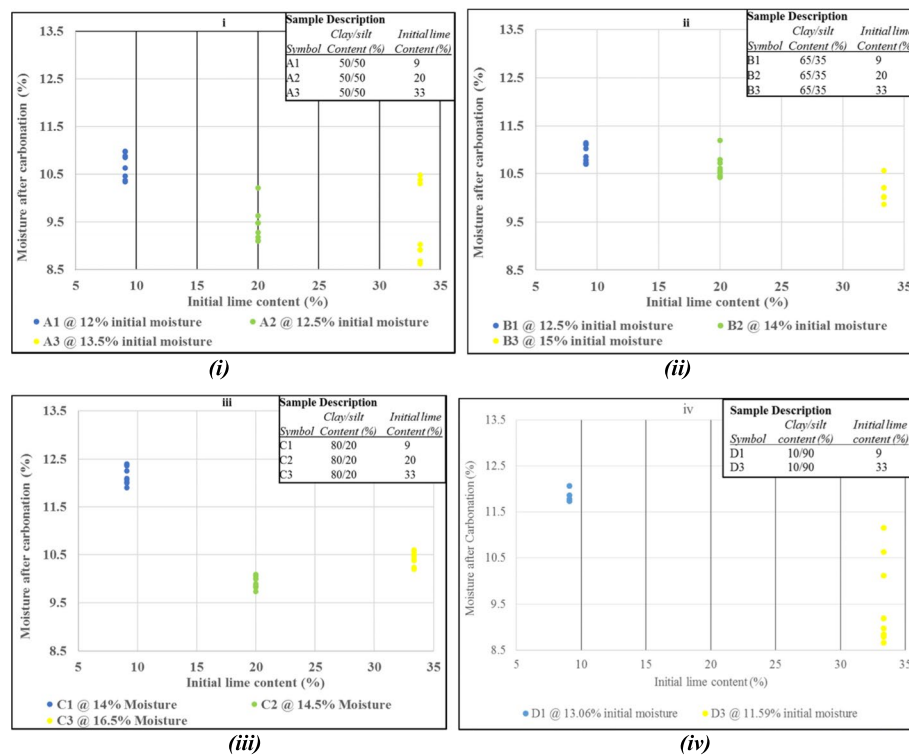 i
Sample Description
Clay/silt Initial lime
Symbol Content (%) Content (%)
A1 50/50 9
A2 50/50 20
A3 50/50 33
Moisture after carbonation (%)
13.5
12.5
11.5
10.5
9.5
8.5
5 10 15 20 25 30 35
Initial lime content (%)
A1 @ 12% initial moisture A2 @ 12.5% initial moisture
A3 @ 13.5% initial moisture
(i)
ii
Sample Description
Clay/silt Initial lime
Symbol Content (%) Content (%)
B1 65/35 9
B2 65/35 20
B3 65/35 33
Moisture after carbonation (%)
13.5
12.5
11.5
10.5
9.5
8.5
5 10 15 20 25 30 35
Initial lime content (%)
B1 @ 12.5% initial moisture B2 @ 14% initial moisture
B3 @ 15% initial moisture
(ii)
iii
Sample Description
Clay/silt Initial lime
Symbol Content (%) Content (%)
C1 80/20 9
C2 80/20 20
C3 80/20 33
Moisture after carbonation (%)
13.5
12.5
11.5
10.5
9.5
8.5
5 10 15 20 25 30 35
Initial lime content (%)
C1 @ 14% Moisture C2 @ 14.5% Moisture
C3 @ 16.5% Moisture
(iii)
iv
Sample Description
Clay/silt Initial lime
Symbol content (%) content (%)
D1 10/90 9
D3 10/90 33
Moisture after Carbonation (%)
13.5
12.5
11.5
10.5
9.5
8.5
5 10 15 20 25 30 35
Initial lime content (%)
D1 @ 13.06% initial moisture D3 @ 11.59% initial moisture
(iv)